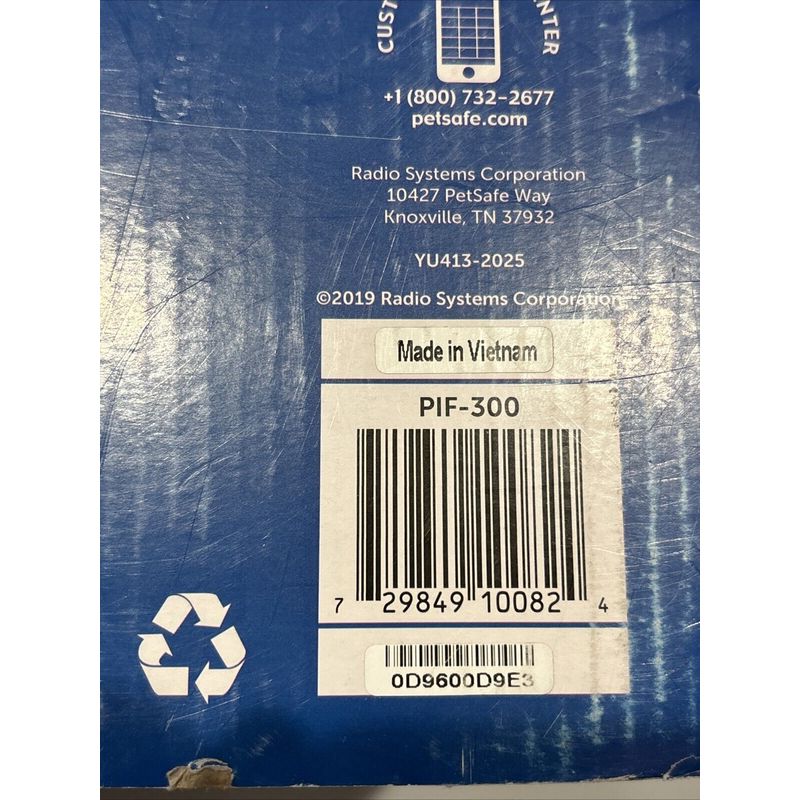 +1 (800) 732-2677
petsafe.com
Radio Systems Corporation
10427 PetSafe Way
Knoxville, TN 37932
YU413-2025
©2019 Radio Systems Corporation
Made in Vietnam
PIF-300
7 29849 10082 4
0D9600D9E3